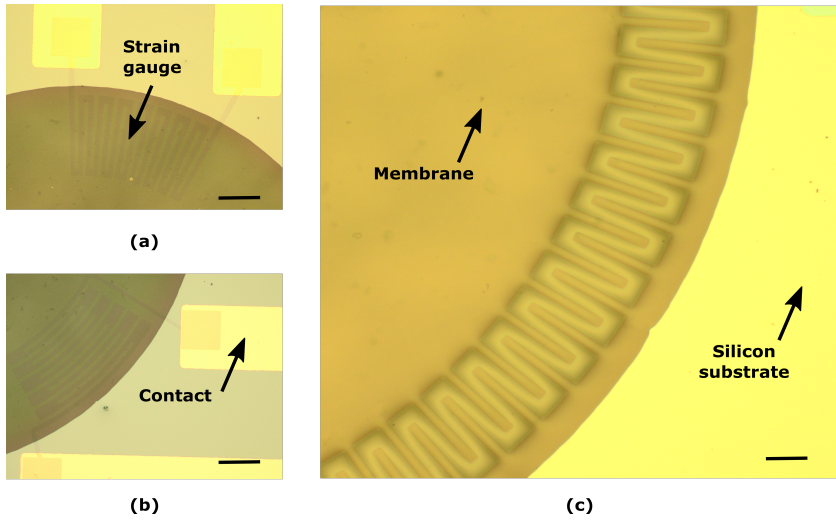 Strain
gauge
(a)
Contact
(b)
Membrane
Silicon
substrate
(c)